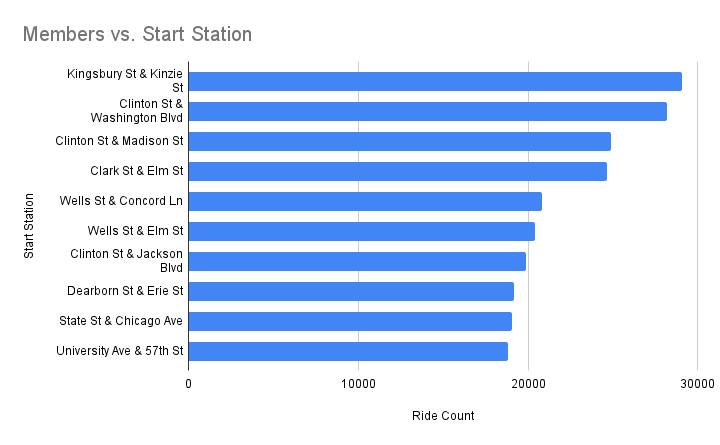 Members vs. Start Station
Start Station
Kingsbury St & Kinzie
St
Clinton St &
Washington Blvd
Clinton St & Madison St
Clark St & Elm St
Wells St & Concord Ln
Wells St & Elm St
Clinton St & Jackson
Blvd
Dearborn St & Erie St
State St & Chicago Ave
University Ave & 57th St
0 10000 20000 30000
Ride Count